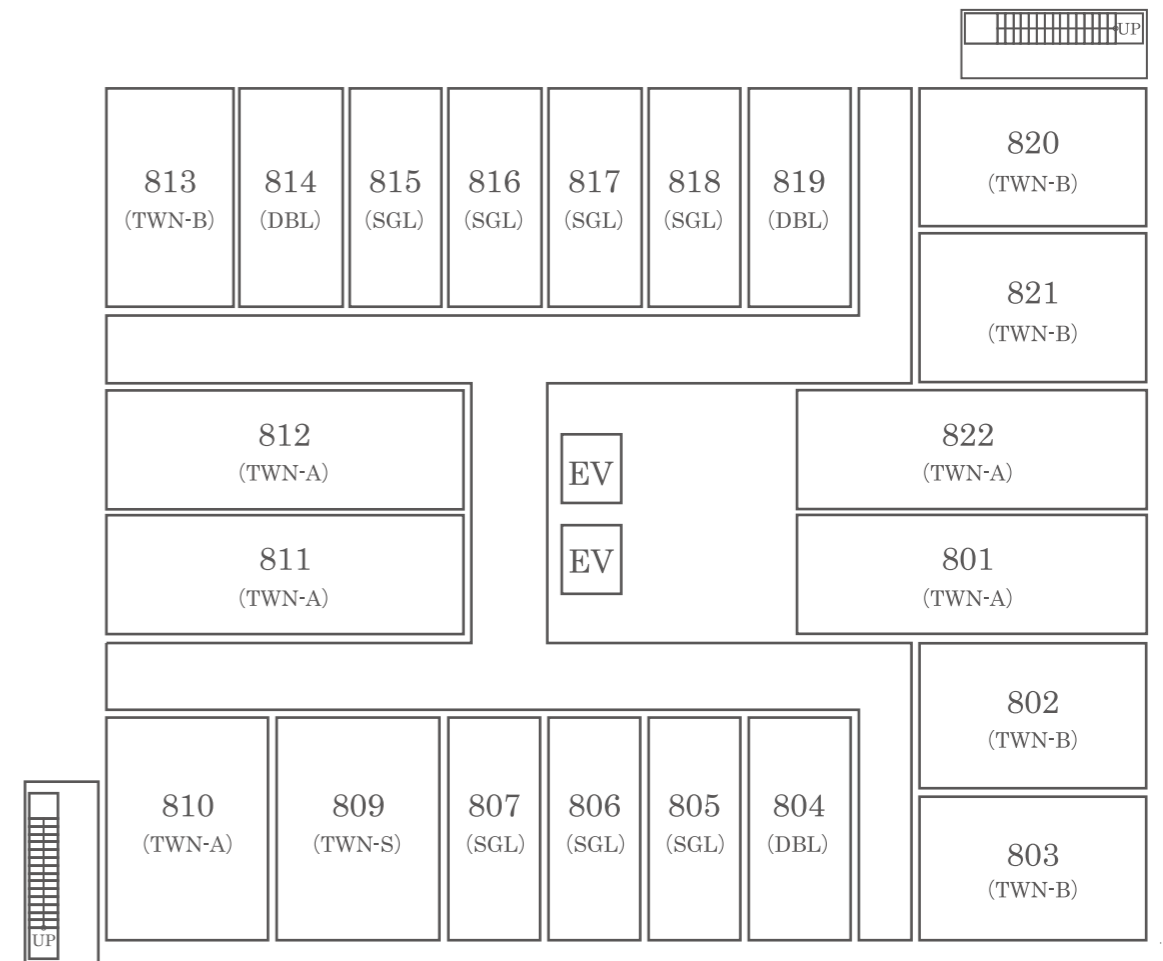 UP
813
(TWN-B)
814
(DBL)
815
(SGL)
816
(SGL)
817
(SGL)
818
(SGL)
819
(DBL)
820
(TWN-B)
821
(TWN-B)
812
(TWN-A)
EV
822
(TWN-A)
811
(TWN-A)
EV
801
(TWN-A)
802
(TWN-B)
810
(TWN-A)
809
(TWN-S)
807
(SGL)
806
(SGL)
805
(SGL)
804
(DBL)
803
(TWN-B)
UP